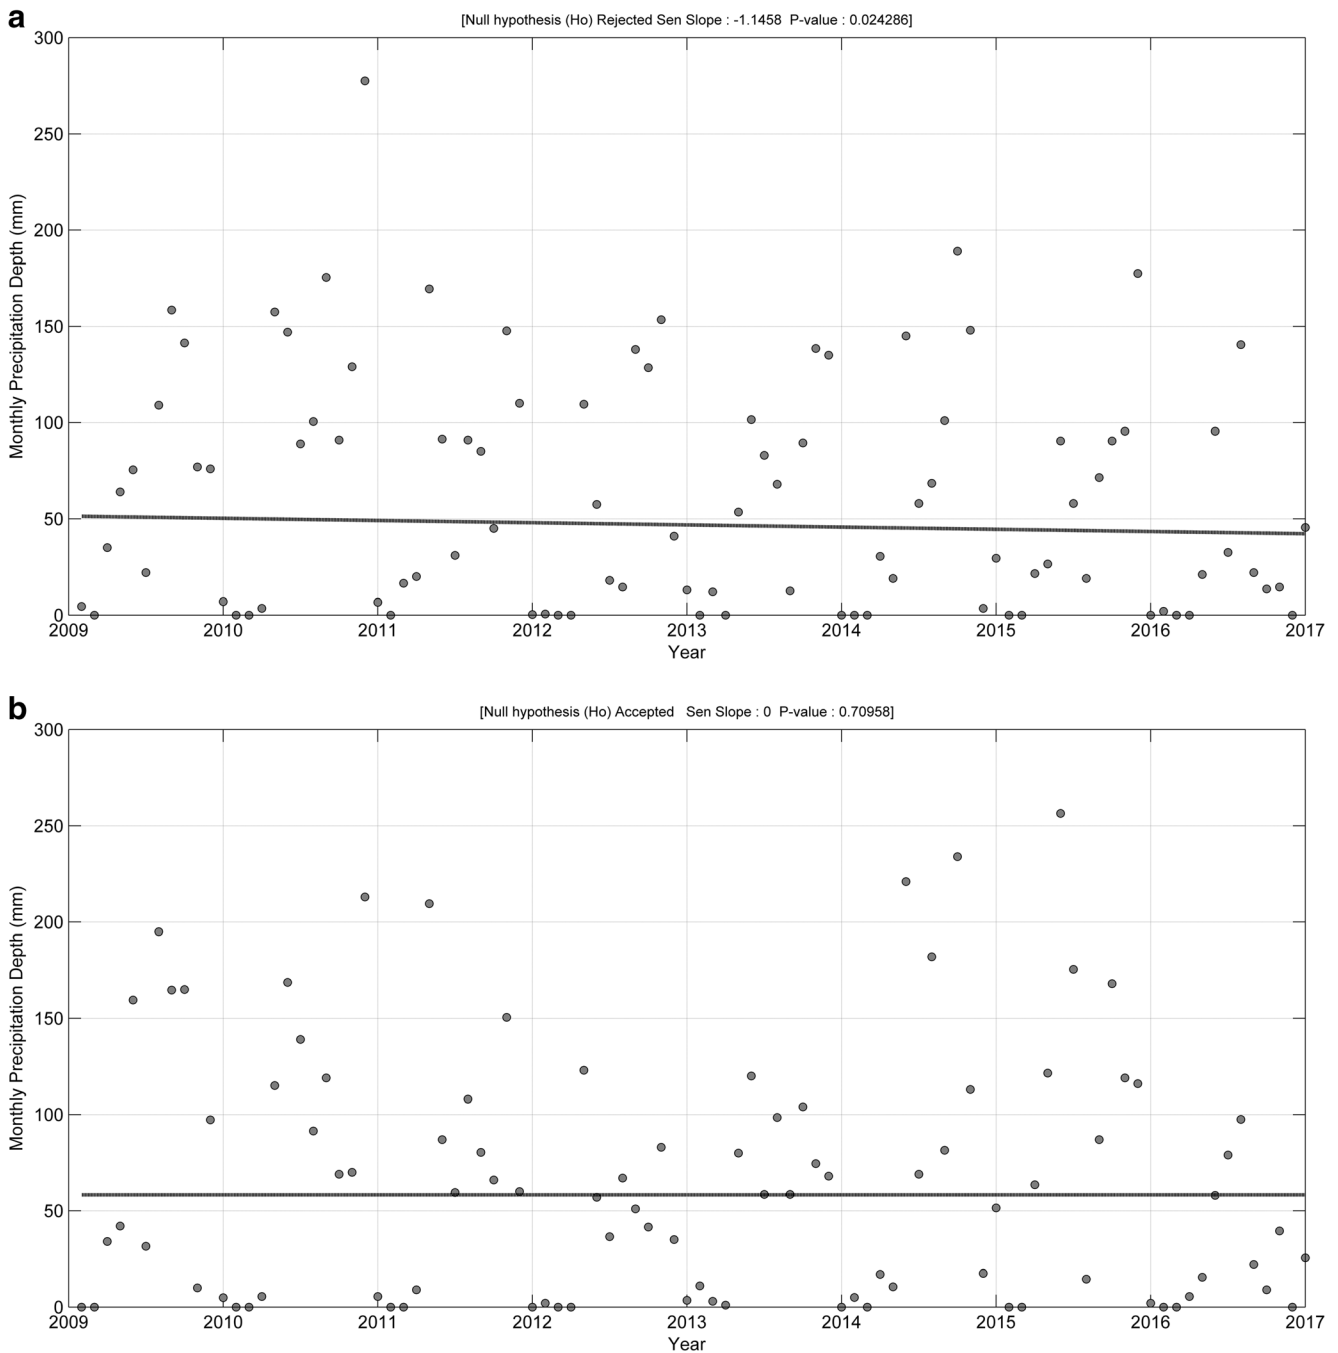 a
[Null hypothesis (Ho) Rejected Sen Slope : -1.1458 P-value : 0.024286]
300
250
200
150
100
50
0
Monthly Precipitation Depth (mm)
2009 2010 2011 2012 2013 2014 2015 2016 2017
Year
b
[Null hypothesis (Ho) Accepted Sen Slope : 0 P-value : 0.70958]
300
250
200
150
100
50
0
Monthly Precipitation Depth (mm)
2009 2010 2011 2012 2013 2014 2015 2016 2017
Year